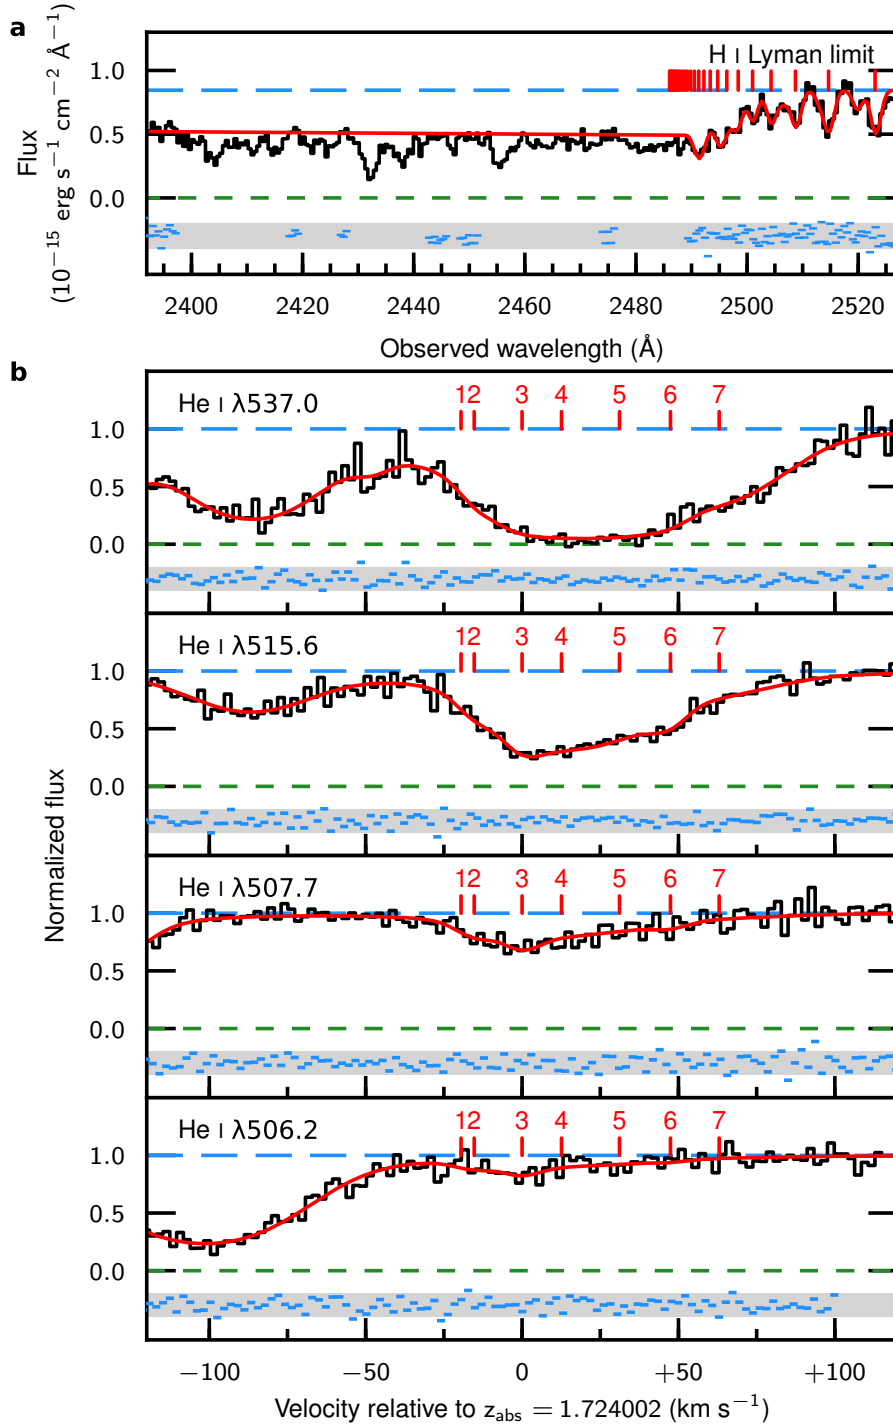 a
H I Lyman limit
1.0
0.5
0.0
Flux
(10⁻¹⁵ erg s⁻¹ cm⁻² Å⁻¹)
2400 2420 2440 2460 2480 2500 2520
Observed wavelength (Å)
b
He I λ537.0
1 2 3 4 5 6 7
1.0
0.5
0.0
He I λ515.6
1 2 3 4 5 6 7
1.0
0.5
0.0
Normalized flux
He I λ507.7
1 2 3 4 5 6 7
1.0
0.5
0.0
He I λ506.2
1 2 3 4 5 6 7
1.0
0.5
0.0
−100 −50 0 +50 +100
Velocity relative to z_abs = 1.724002 (km s⁻¹)